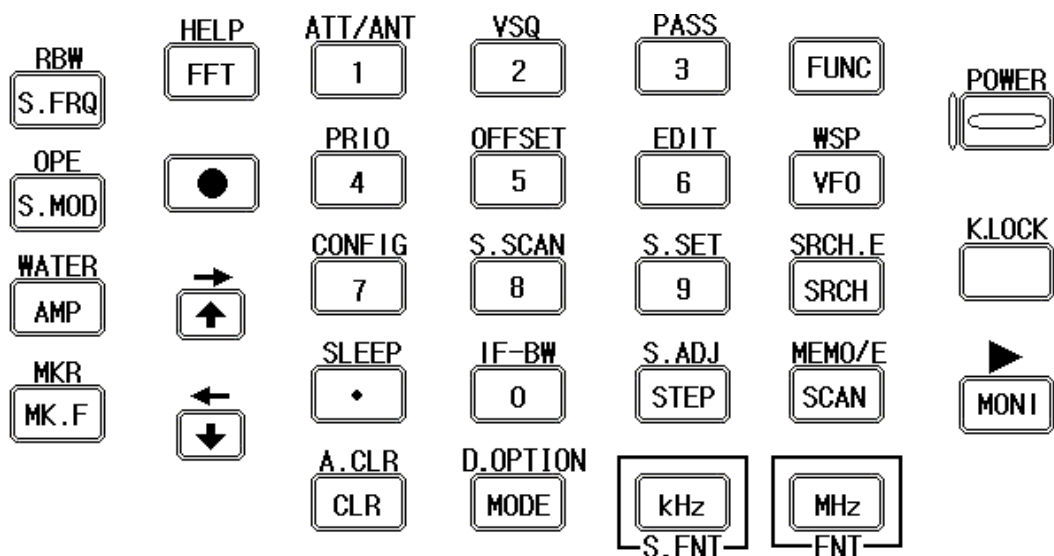 HELP ATT/ANT VSQ PASS
RBW FFT 1 2 3 FUNC POWER
S.FRQ
OPE PRIO OFFSET EDIT WSP
S.MOD 4 5 6 VFO
WATER CONFIG S.SCAN S.SET SRCH.E K.LOCK
AMP 7 8 9 SRCH
MKR SLEEP IF-BW S.ADJ MEMO/E
MK.F . 0 STEP SCAN MONI
A.CLR D.OPTION
CLR MODE kHz MHz
S.ENT ENT